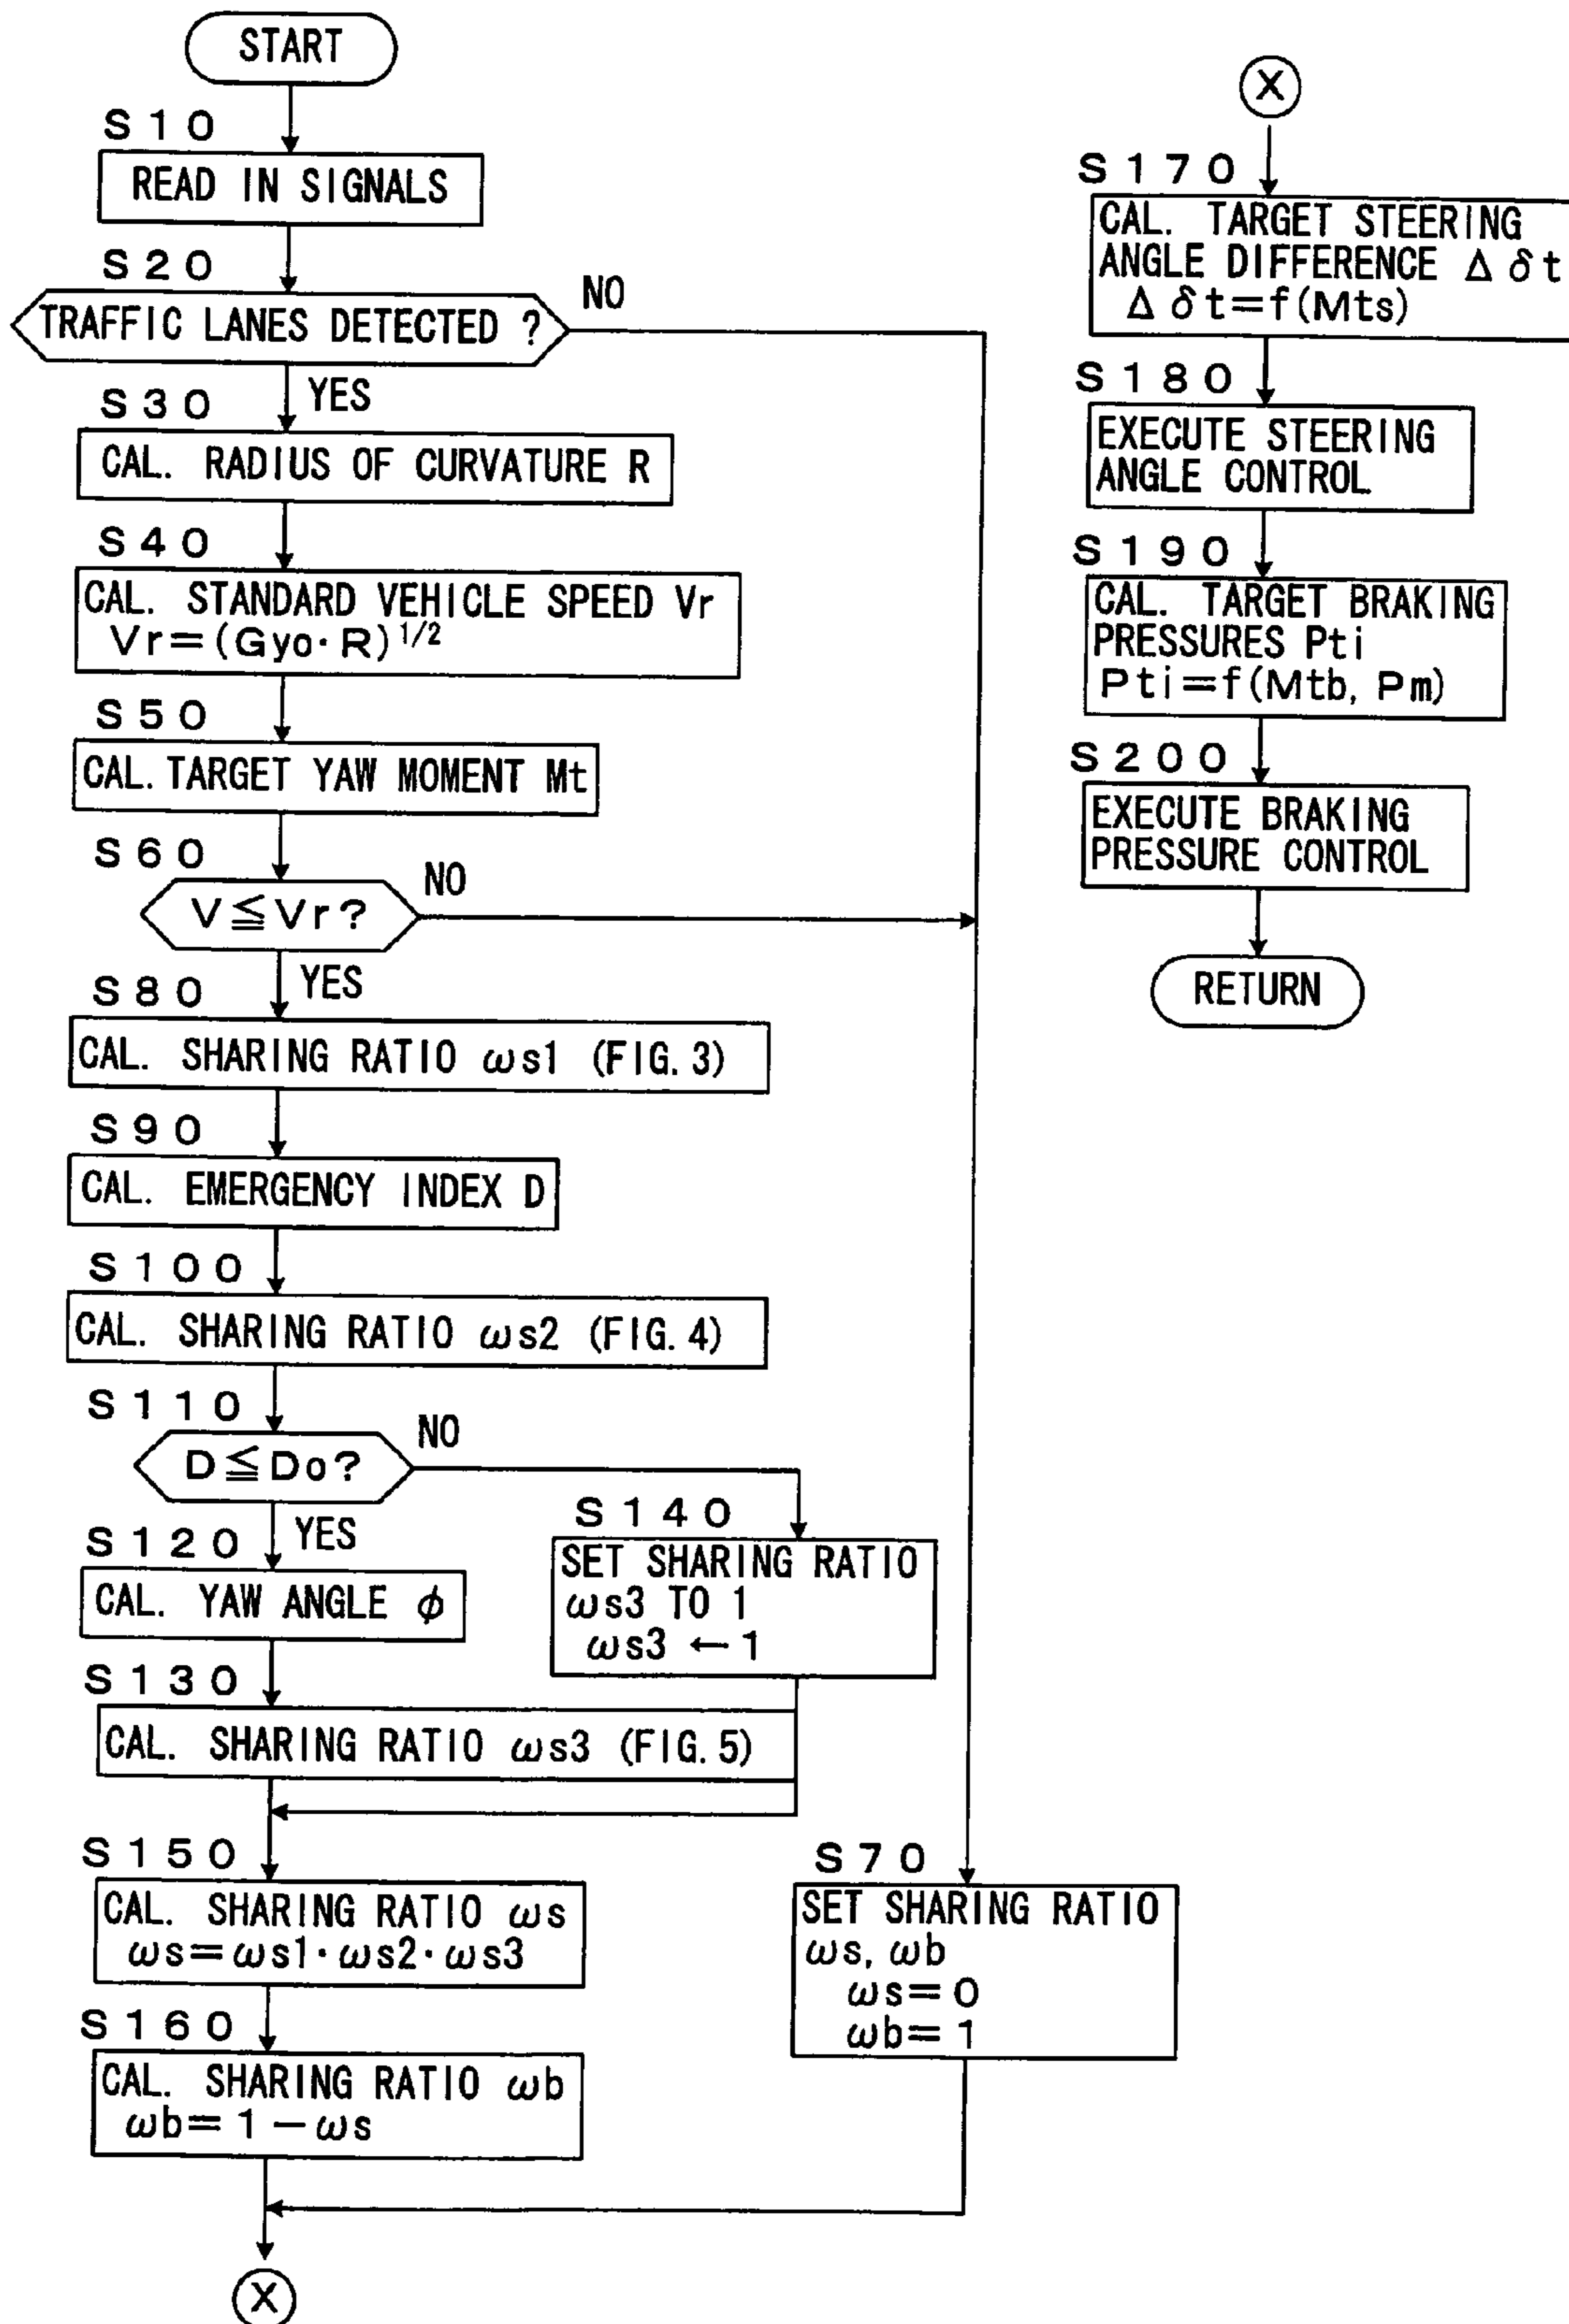 START
S10
READ IN SIGNALS
S20
TRAFFIC LANES DETECTED ?
NO
YES
S30
CAL. RADIUS OF CURVATURE R
S40
CAL. STANDARD VEHICLE SPEED Vr
Vr=(Gyo·R)^1/2
S50
CAL. TARGET YAW MOMENT Mt
S60
V≦Vr?
NO
YES
S80
CAL. SHARING RATIO ωs1 (FIG. 3)
S90
CAL. EMERGENCY INDEX D
S100
CAL. SHARING RATIO ωs2 (FIG. 4)
S110
D≦Do?
NO
YES
S120
CAL. YAW ANGLE φ
S130
CAL. SHARING RATIO ωs3 (FIG. 5)
S140
SET SHARING RATIO
ωs3 TO 1
ωs3 ← 1
S150
CAL. SHARING RATIO ωs
ωs=ωs1·ωs2·ωs3
S160
CAL. SHARING RATIO ωb
ωb=1−ωs
S70
SET SHARING RATIO
ωs, ωb
ωs=0
ωb=1
X
X
S170
CAL. TARGET STEERING
ANGLE DIFFERENCE Δδt
Δδt=f(Mts)
S180
EXECUTE STEERING
ANGLE CONTROL
S190
CAL. TARGET BRAKING
PRESSURES Pti
Pti=f(Mtb, Pm)
S200
EXECUTE BRAKING
PRESSURE CONTROL
RETURN